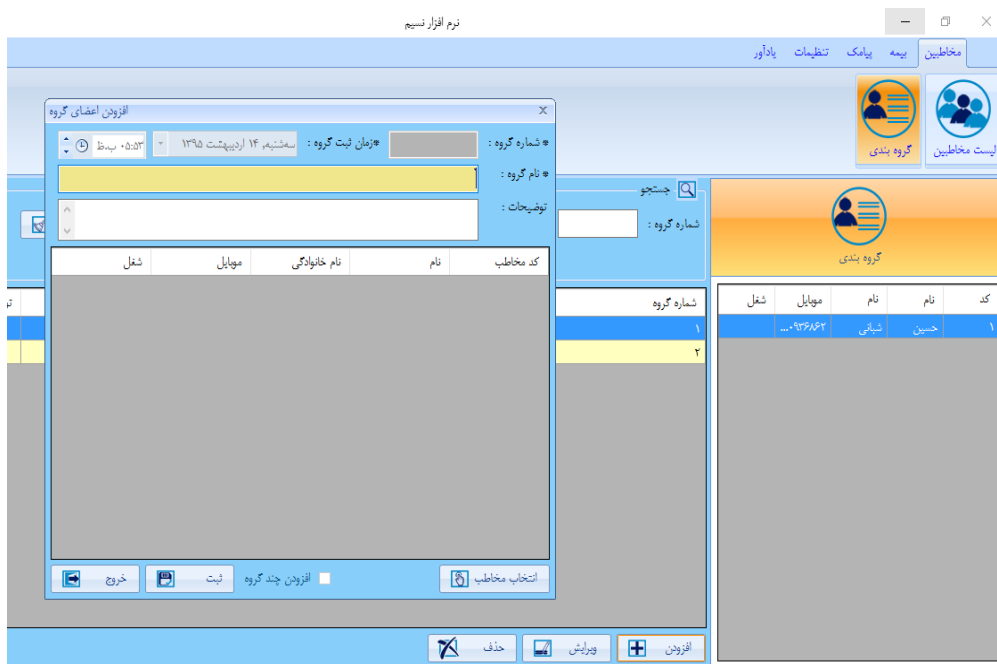 نرم افزار نسیم
مخاطبین بیمه پیامک تنظیمات یادآور
لیست مخاطبین گروه بندی
افزودن اعضای گروه
* شماره گروه :
*زمان ثبت گروه : سه‌شنبه, ۱۴ اردیبهشت ۱۳۹۵ ۰۵:۵۳ ب.ظ
* نام گروه :
توضیحات :
کد مخاطب نام نام خانوادگی موبایل شغل
انتخاب مخاطب افزودن چند گروه ثبت خروج
جستجو
شماره گروه :
شماره گروه
۱
۲
افزودن ویرایش حذف
گروه بندی
کد نام نام موبایل شغل
۱ حسین شبانی ۰۹۳۶۸۶۲...